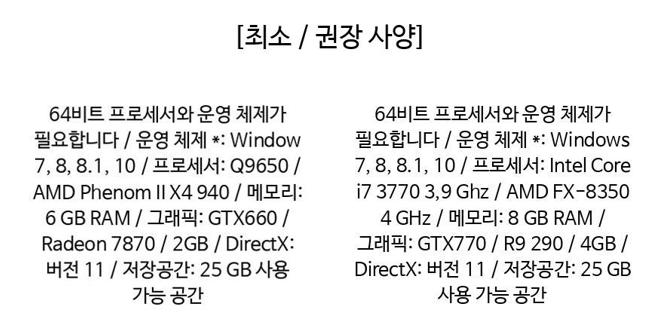 [최소 / 권장 사양]
64비트 프로세서와 운영 체제가
필요합니다 / 운영 체제 *: Window
7, 8, 8.1, 10 / 프로세서: Q9650 /
AMD Phenom II X4 940 / 메모리:
6 GB RAM / 그래픽: GTX660 /
Radeon 7870 / 2GB / DirectX:
버전 11 / 저장공간: 25 GB 사용
가능 공간
64비트 프로세서와 운영 체제가
필요합니다 / 운영 체제 *: Windows
7, 8, 8.1, 10 / 프로세서: Intel Core
i7 3770 3,9 Ghz / AMD FX-8350
4 GHz / 메모리: 8 GB RAM /
그래픽: GTX770 / R9 290 / 4GB /
DirectX: 버전 11 / 저장공간: 25 GB
사용 가능 공간